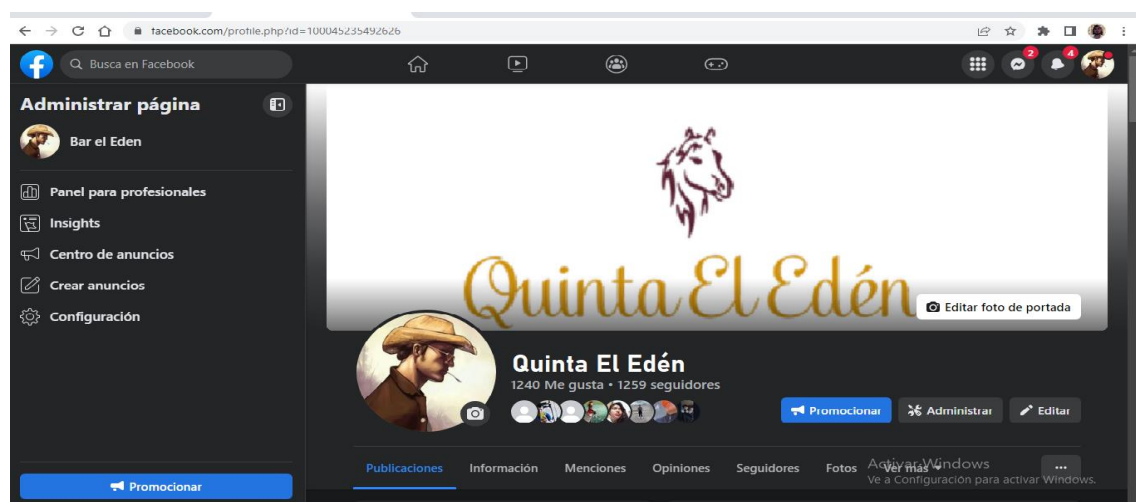 facebook.com/profile.php?id=100045235492626
Busca en Facebook
2
4
Administrar página
Bar el Eden
Panel para profesionales
Insights
Centro de anuncios
Crear anuncios
Configuración
Promocionar
Quinta El Edén
Editar foto de portada
Quinta El Edén
1240 Me gusta • 1259 seguidores
Promocionar
Administrar
Editar
Publicaciones
Información
Menciones
Opiniones
Seguidores
Fotos
Ver más
Activar Windows
Ve a Configuración para activar Windows.